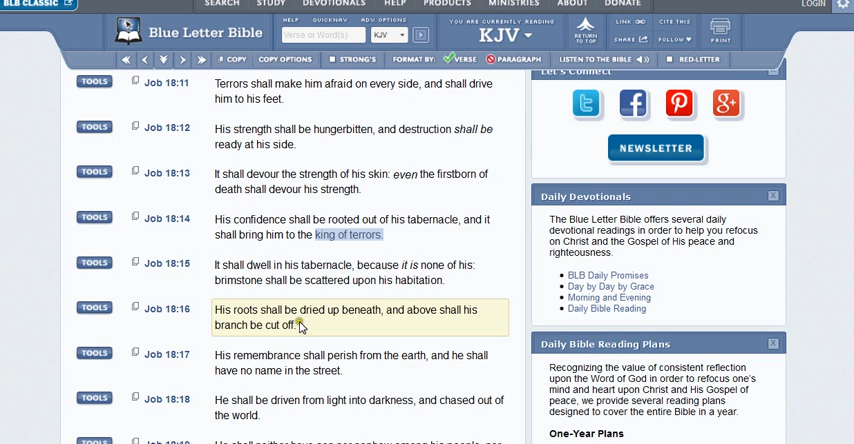 BLB CLASSIC
SEARCH STUDY DEVOTIONALS HELP PRODUCTS MINISTRIES ABOUT DONATE
LOGIN
Blue Letter Bible
HELP QUICKNAV ADV. OPTIONS
Verse or Word(s) KJV
YOU ARE CURRENTLY READING
KJV
RETURN
TO TOP
LINK CITE THIS
SHARE FOLLOW
PRINT
COPY COPY OPTIONS STRONG'S FORMAT BY VERSE PARAGRAPH LISTEN TO THE BIBLE RED-LETTER
TOOLS Job 18:11 Terrors shall make him afraid on every side, and shall drive
him to his feet.
TOOLS Job 18:12 His strength shall be hungerbitten, and destruction shall be
ready at his side.
TOOLS Job 18:13 It shall devour the strength of his skin: even the firstborn of
death shall devour his strength.
TOOLS Job 18:14 His confidence shall be rooted out of his tabernacle, and it
shall bring him to the king of terrors.
TOOLS Job 18:15 It shall dwell in his tabernacle, because it is none of his:
brimstone shall be scattered upon his habitation.
TOOLS Job 18:16 His roots shall be dried up beneath, and above shall his
branch be cut off.
TOOLS Job 18:17 His remembrance shall perish from the earth, and he shall
have no name in the street.
TOOLS Job 18:18 He shall be driven from light into darkness, and chased out of
the world.
Let's Connect
NEWSLETTER
Daily Devotionals
The Blue Letter Bible offers several daily
devotional readings in order to help you refocus
on Christ and the Gospel of His peace and
righteousness.
BLB Daily Promises
Day by Day by Grace
Morning and Evening
Daily Bible Reading
Daily Bible Reading Plans
Recognizing the value of consistent reflection
upon the Word of God in order to refocus one's
mind and heart upon Christ and His Gospel of
peace, we provide several reading plans
designed to cover the entire Bible in a year.
One-Year Plans